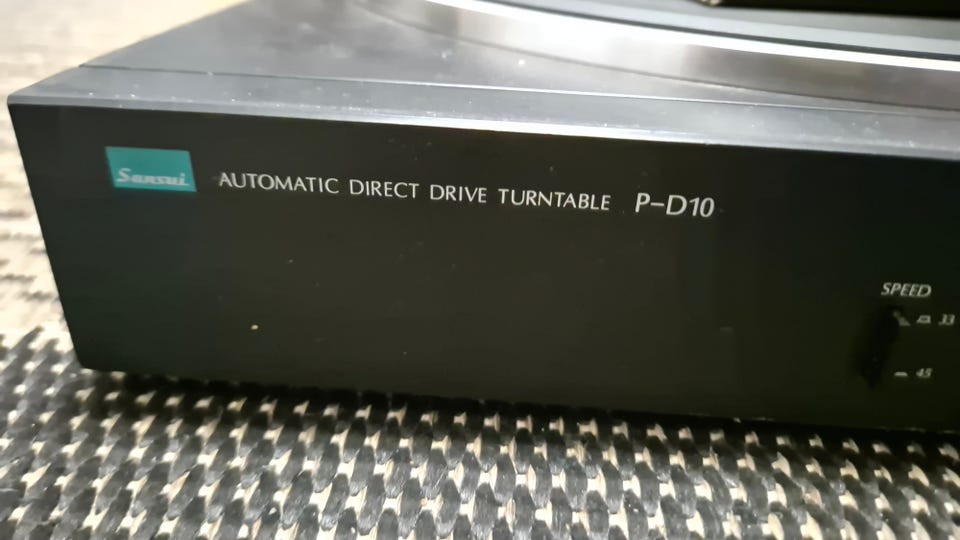 Sansui AUTOMATIC DIRECT DRIVE TURNTABLE P-D10
SPEED
33
45